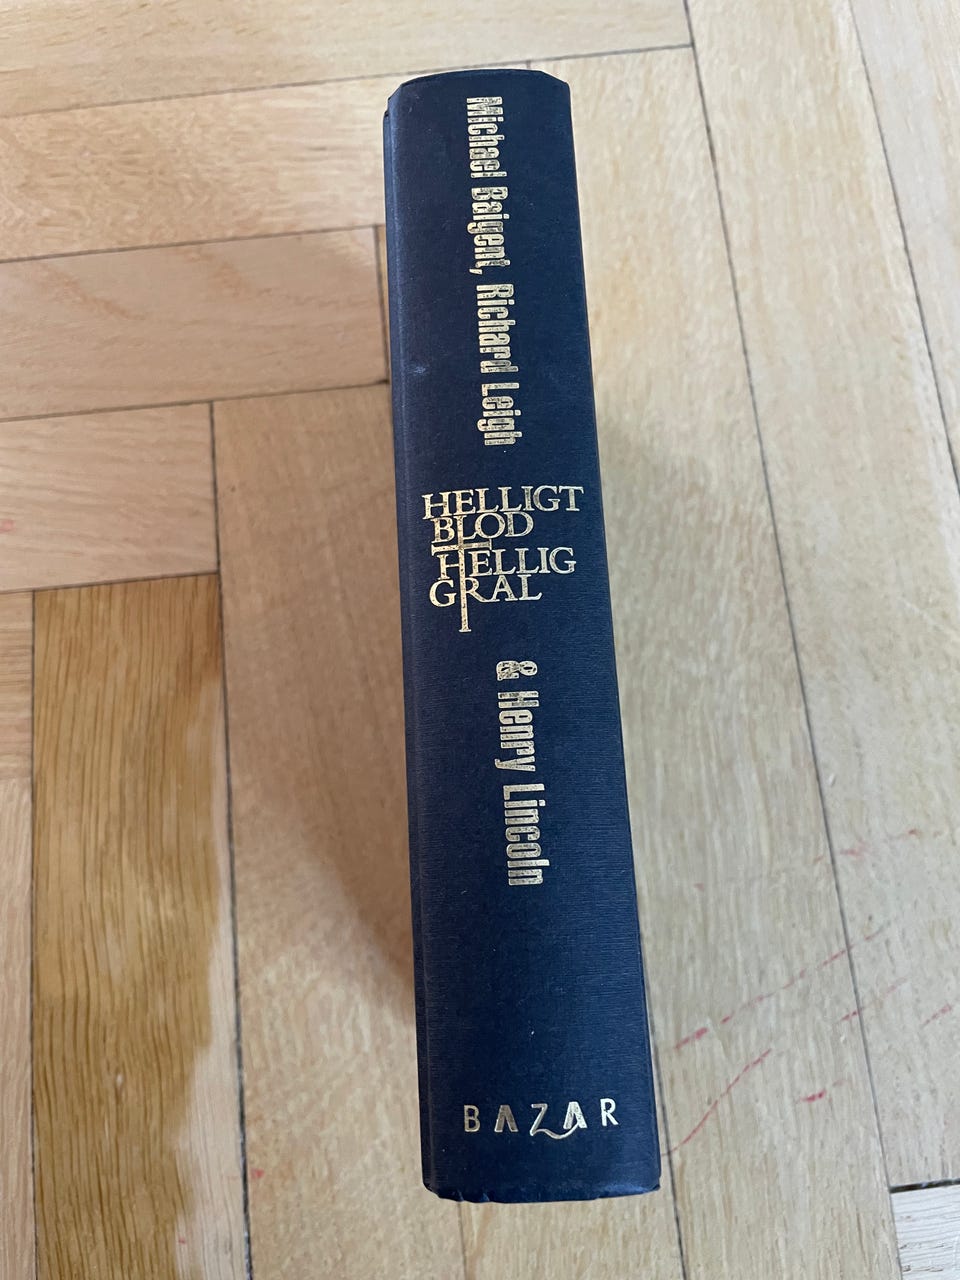 Michael Baigent, Richard Leigh
HELLIGT
BLOD
HELLIG
GRAL
& Henry Lincoln
BAZAR